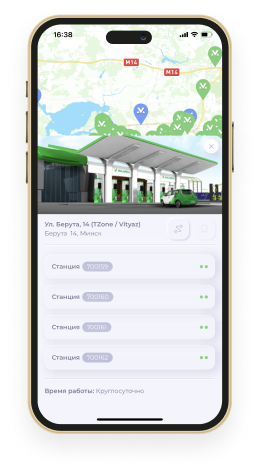 16:38
M14
M14
Ул. Берута, 14 (TZone / Vityaz)
Берута 14, Минск
Станция 700159
Станция 700160
Станция 700161
Станция 700162
Время работы: Круглосуточно